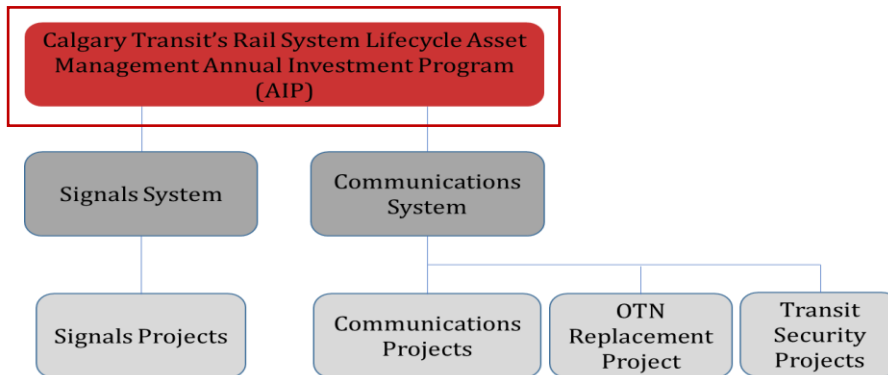 Calgary Transit's Rail System Lifecycle Asset
Management Annual Investment Program
(AIP)
Signals System
Communications
System
Signals Projects
Communications
Projects
OTN
Replacement
Project
Transit
Security
Projects